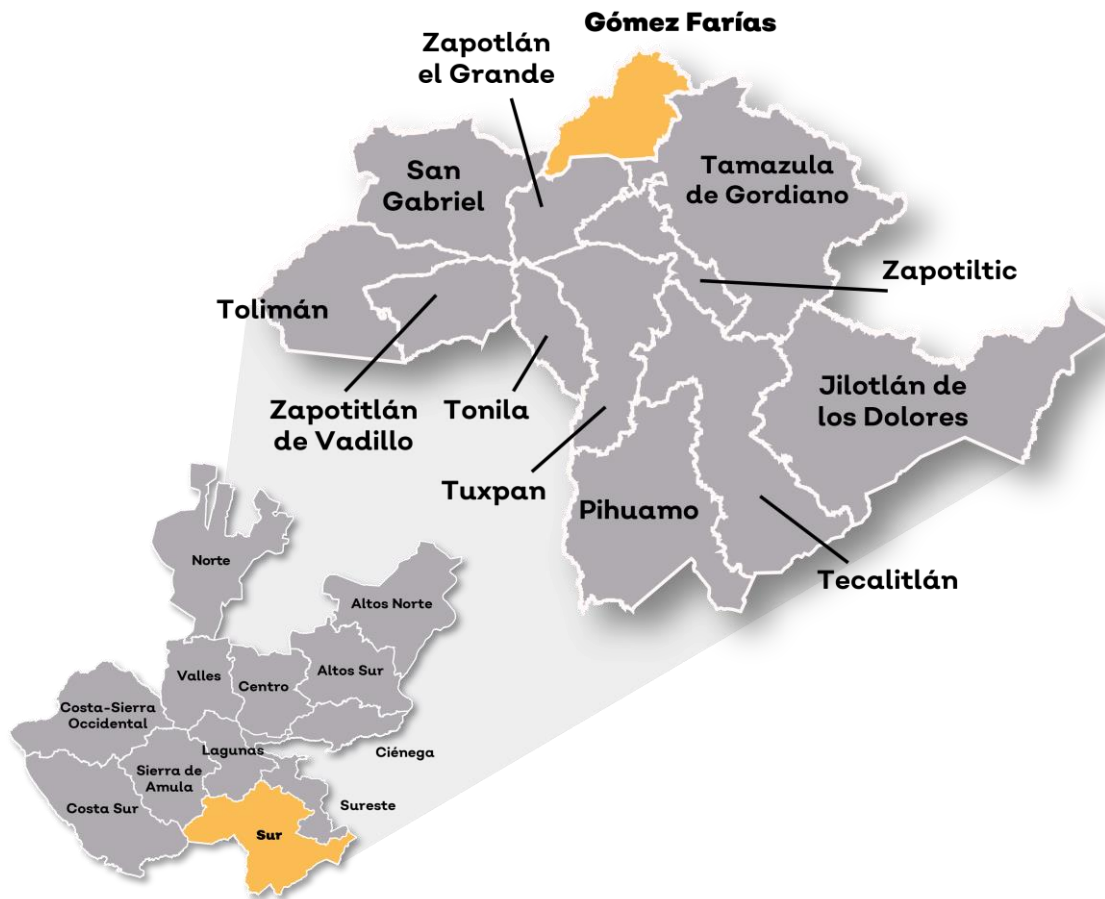 Gómez Farías
Zapotlán
el Grande
San
Gabriel
Tamazula
de Gordiano
Zapotiltic
Tolimán
Jilotlán de
los Dolores
Zapotitlán
de Vadillo
Tonila
Tuxpan
Pihuamo
Tecalitlán
Norte
Altos Norte
Valles
Centro
Altos Sur
Costa-Sierra
Occidental
Lagunas
Ciénega
Sierra de
Amula
Costa Sur
Sureste
Sur